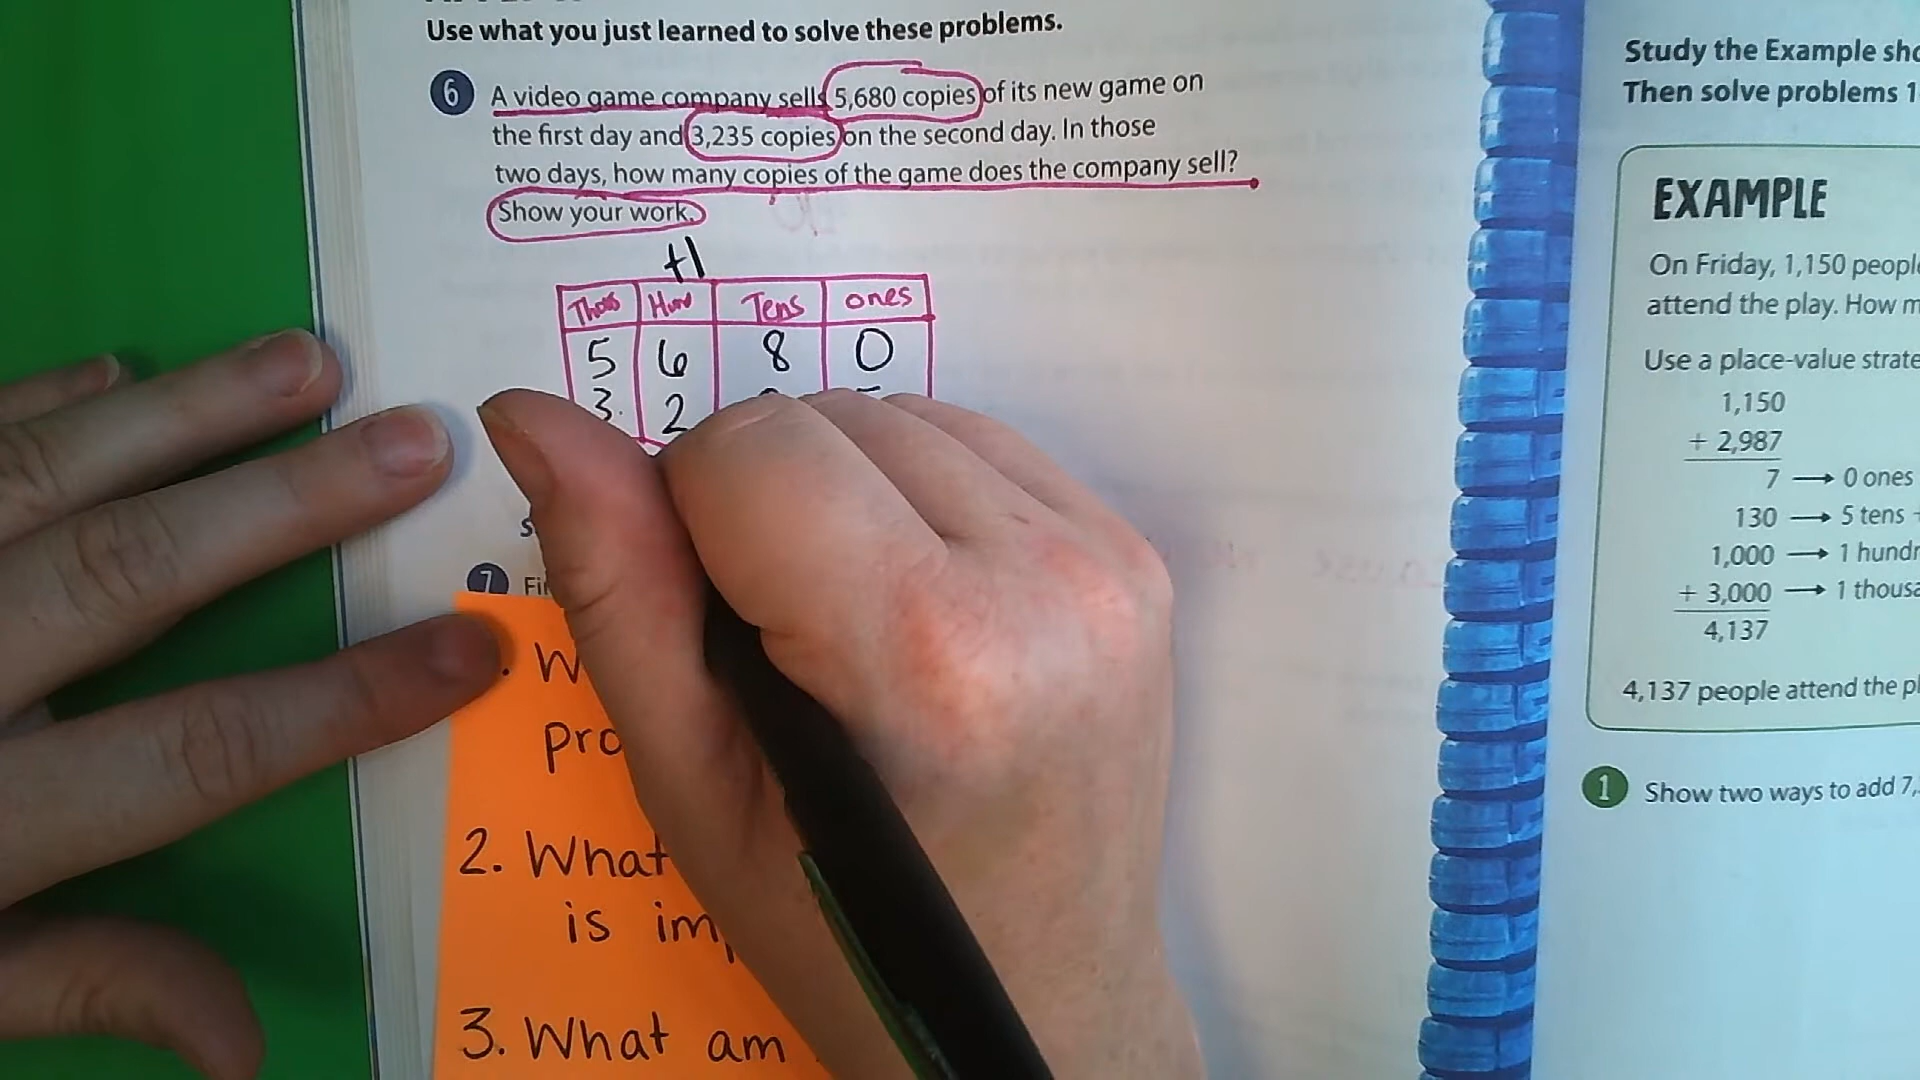 Use what you just learned to solve these problems.
6 A video game company sells 5,680 copies of its new game on
the first day and 3,235 copies on the second day. In those
two days, how many copies of the game does the company sell?
Show your work.
+1
Thous Hun Tens ones
5 6 8 0
3 2
7
W
pro
2. What
is im
3. What am
Study the Example
Then solve problems 1
EXAMPLE
On Friday, 1,150
attend the play. How
Use a place-value
1,150
+ 2,987
7 → 0 ones
130 → 5 tens
1,000 → 1
+ 3,000 → 1
4,137
4,137 people attend the
1 Show two ways to add 7,